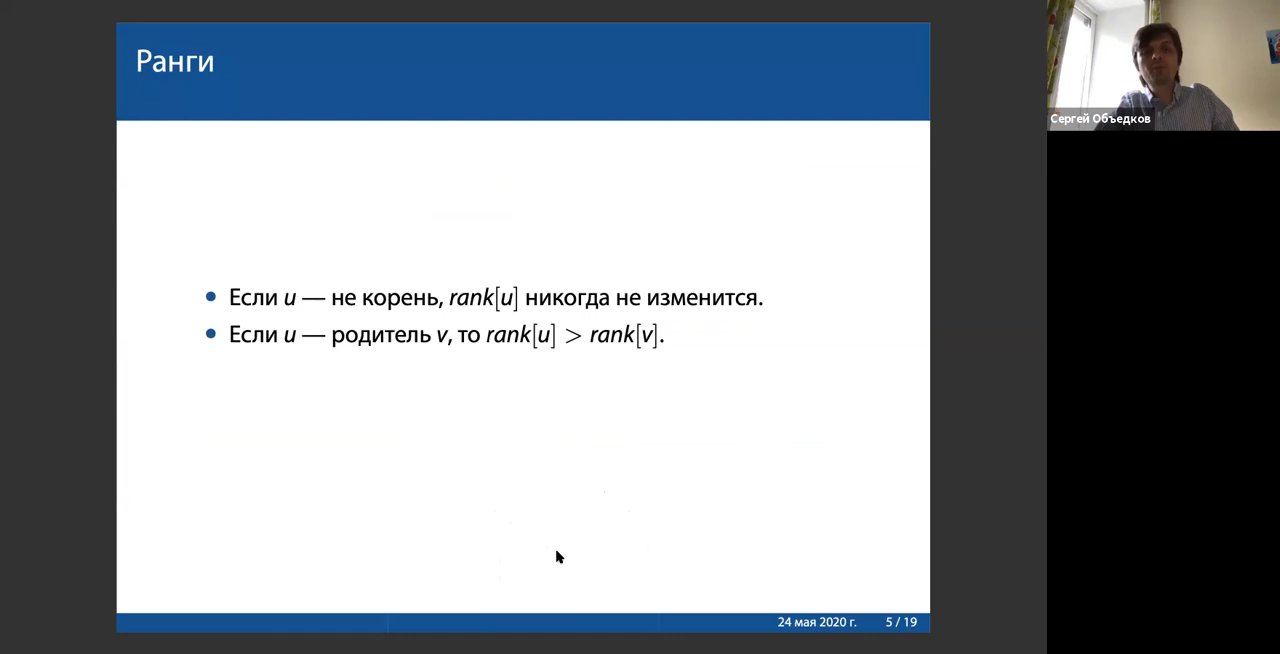 Ранги
Сергей Объедков
• Если u — не корень, rank[u] никогда не изменится.
• Если u — родитель v, то rank[u] > rank[v].
24 мая 2020 г. 5 / 19